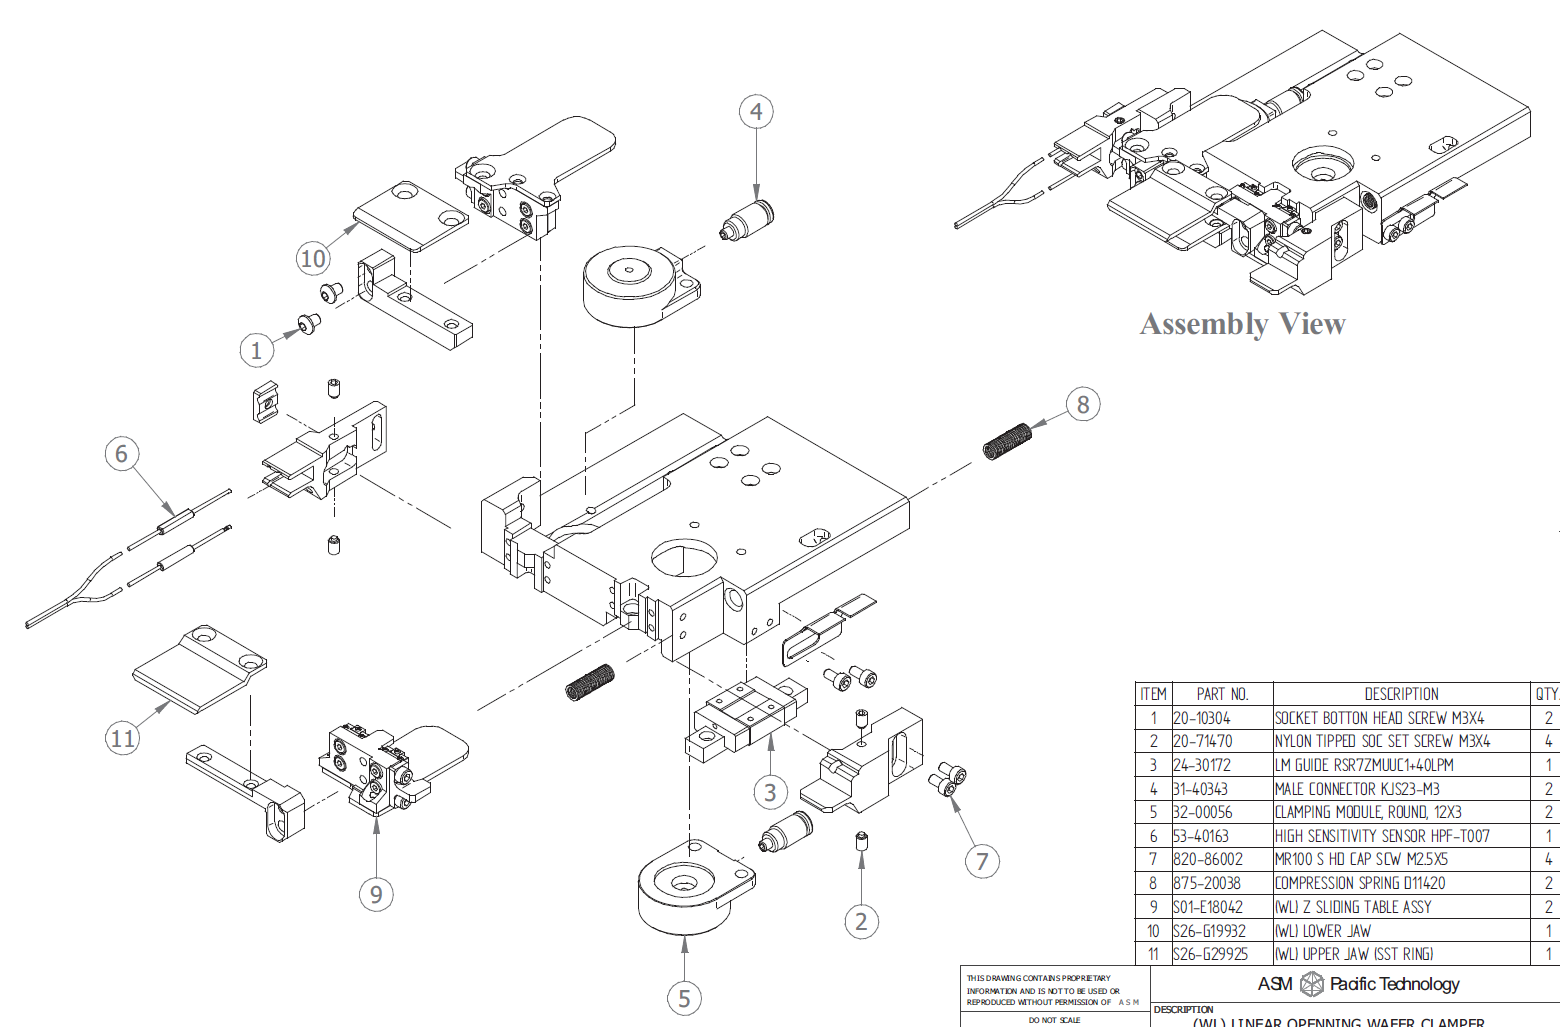 4
10
1
Assembly View
8
6
11
3
7
9
2
5
ITEM PART NO. DESCRIPTION QTY.
1 20-10304 SOCKET BOTTON HEAD SCREW M3X4 2
2 20-71470 NYLON TIPPED SOC SET SCREW M3X4 4
3 24-30172 LM GUIDE RSR7ZMUUC1+40LPM 1
4 31-40343 MALE CONNECTOR KJS23-M3 2
5 32-00056 CLAMPING MODULE, ROUND, 12X3 2
6 53-40163 HIGH SENSITIVITY SENSOR HPF-T007 1
7 820-86002 MR100 S HD CAP SCW M2.5X5 4
8 875-20038 COMPRESSION SPRING D11420 2
9 S01-E18042 (WL) Z SLIDING TABLE ASSY 2
10 S26-G19932 (WL) LOWER JAW 1
11 S26-G29925 (WL) UPPER JAW (SST RING) 1
THIS DRAWING CONTAINS PROPRIETARY
INFORMATION AND IS NOT TO BE USED OR
REPRODUCED WITHOUT PERMISSION OF A S M
DO NOT SCALE
ASM Pacific Technology
DESCRIPTION
(WL) LINEAR OPENNING WAFER CLAMPER